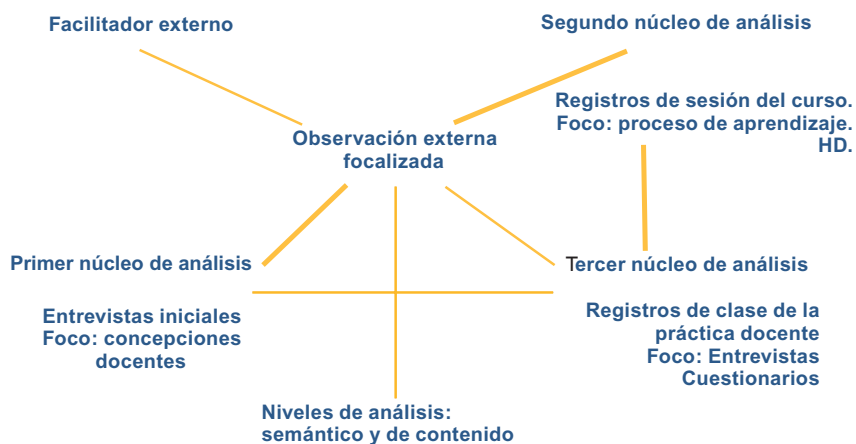 Facilitador externo
Segundo núcleo de análisis
Registros de sesión del curso.
Foco: proceso de aprendizaje.
HD.
Observación externa
focalizada
Primer núcleo de análisis
Entrevistas iniciales
Foco: concepciones
docentes
Tercer núcleo de análisis
Registros de clase de la
práctica docente
Foco: Entrevistas
Cuestionarios
Niveles de análisis:
semántico y de contenido